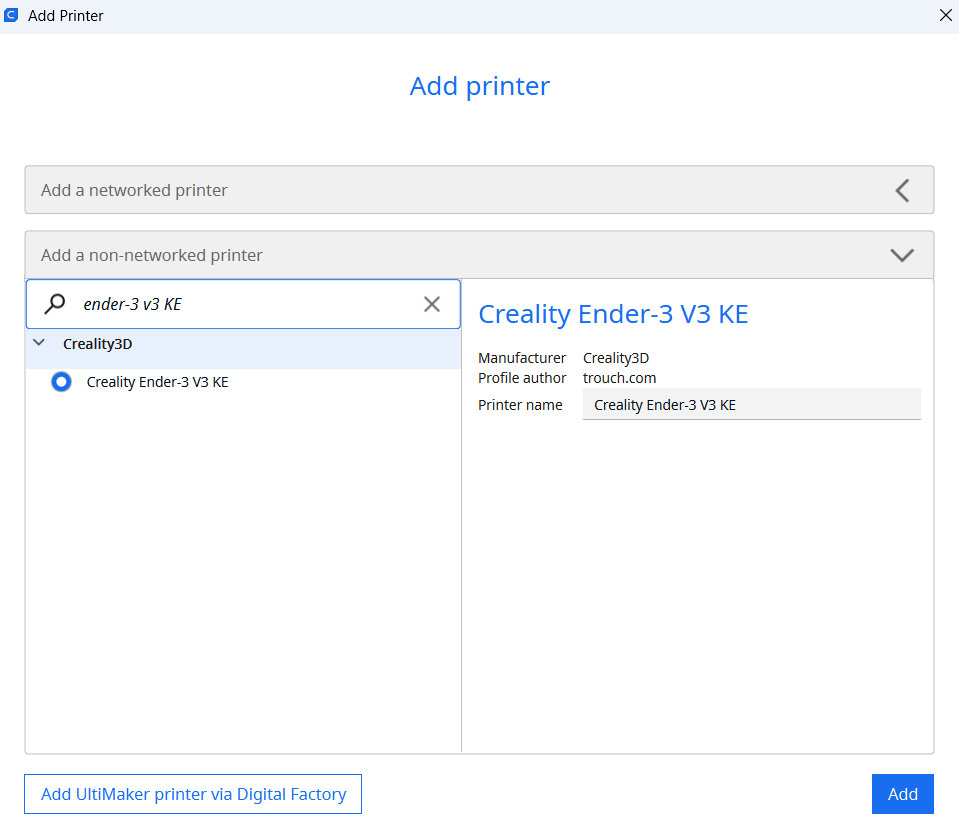 Add Printer
Add printer
Add a networked printer
Add a non-networked printer
ender-3 v3 KE
Creality3D
Creality Ender-3 V3 KE
Creality Ender-3 V3 KE
Manufacturer Creality3D
Profile author trouch.com
Printer name Creality Ender-3 V3 KE
Add UltiMaker printer via Digital Factory
Add